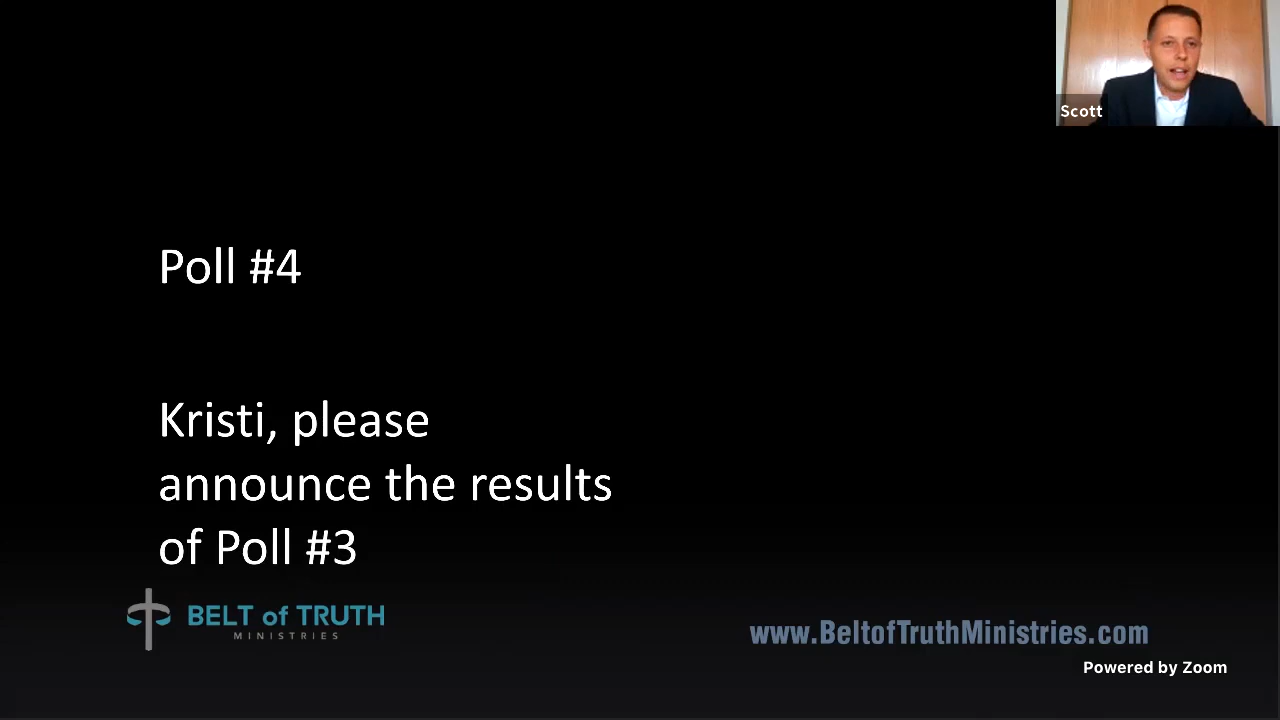 Scott
Poll #4
Kristi, please
announce the results
of Poll #3
BELT of TRUTH
MINISTRIES
www.BeltofTruthMinistries.com
Powered by Zoom